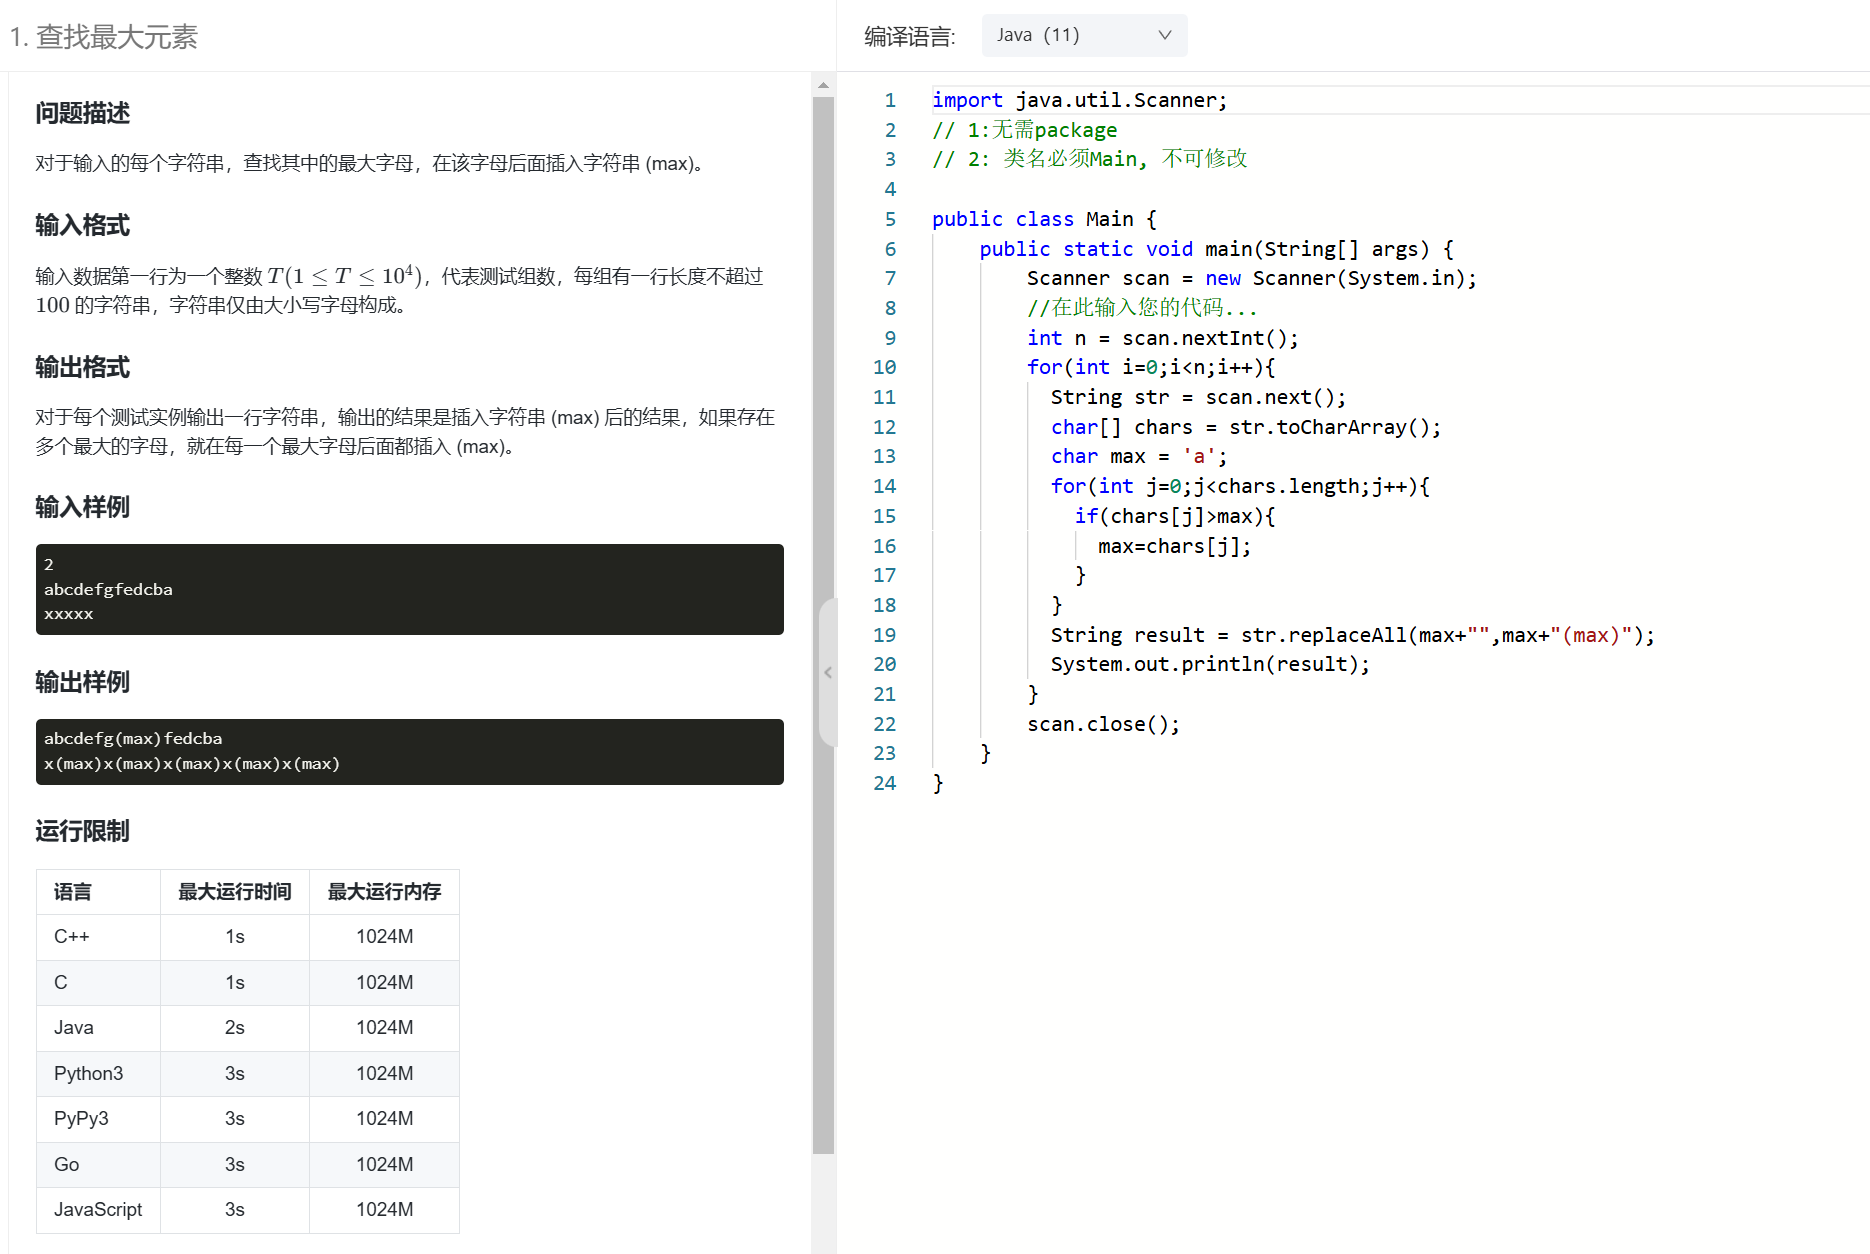 1. 查找最大元素
问题描述
对于输入的每个字符串，查找其中的最大字母，在该字母后面插入字符串 (max)。
输入格式
输入数据第一行为一个整数 T(1 ≤ T ≤ 10⁴)，代表测试组数，每组有一行长度不超过
100 的字符串，字符串仅由大小写字母构成。
输出格式
对于每个测试实例输出一行字符串，输出的结果是插入字符串 (max) 后的结果，如果存在
多个最大的字母，就在每一个最大字母后面都插入 (max)。
输入样例
2
abcdefgfedcba
xxxxx
输出样例
abcdefg(max)fedcba
x(max)x(max)x(max)x(max)x(max)
运行限制
语言 最大运行时间 最大运行内存
C++ 1s 1024M
C 1s 1024M
Java 2s 1024M
Python3 3s 1024M
PyPy3 3s 1024M
Go 3s 1024M
JavaScript 3s 1024M
编译语言: Java (11)
1 import java.util.Scanner;
2 // 1:无需package
3 // 2: 类名必须Main, 不可修改
4
5 public class Main {
6     public static void main(String[] args) {
7         Scanner scan = new Scanner(System.in);
8         //在此输入您的代码...
9         int n = scan.nextInt();
10         for(int i=0;i<n;i++){
11           String str = scan.next();
12           char[] chars = str.toCharArray();
13           char max = 'a';
14           for(int j=0;j<chars.length;j++){
15             if(chars[j]>max){
16               max=chars[j];
17             }
18           }
19           String result = str.replaceAll(max+"",max+"(max)");
20           System.out.println(result);
21         }
22         scan.close();
23     }
24 }